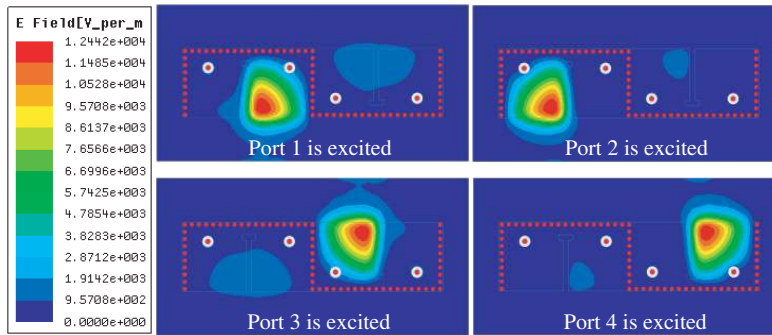 E Field[V_per_m
1.2442e+004
1.1485e+004
1.0528e+004
9.5708e+003
8.6137e+003
7.6566e+003
6.6996e+003
5.7425e+003
4.7854e+003
3.8283e+003
2.8712e+003
1.9142e+003
9.5708e+002
0.0000e+000
Port 1 is excited
Port 2 is excited
Port 3 is excited
Port 4 is excited